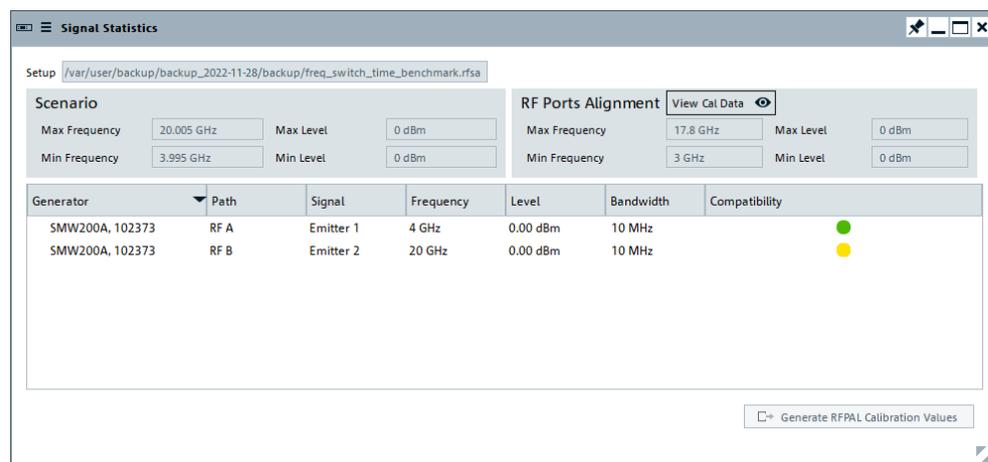 Signal Statistics
Setup /var/user/backup/backup_2022-11-28/backup/freq_switch_time_benchmark.rfsa
Scenario
Max Frequency 20.005 GHz Max Level 0 dBm
Min Frequency 3.995 GHz Min Level 0 dBm
RF Ports Alignment View Cal Data
Max Frequency 17.8 GHz Max Level 0 dBm
Min Frequency 3 GHz Min Level 0 dBm
Generator Path Signal Frequency Level Bandwidth Compatibility
SMW200A, 102373 RF A Emitter 1 4 GHz 0.00 dBm 10 MHz
SMW200A, 102373 RF B Emitter 2 20 GHz 0.00 dBm 10 MHz
Generate RFPAL Calibration Values